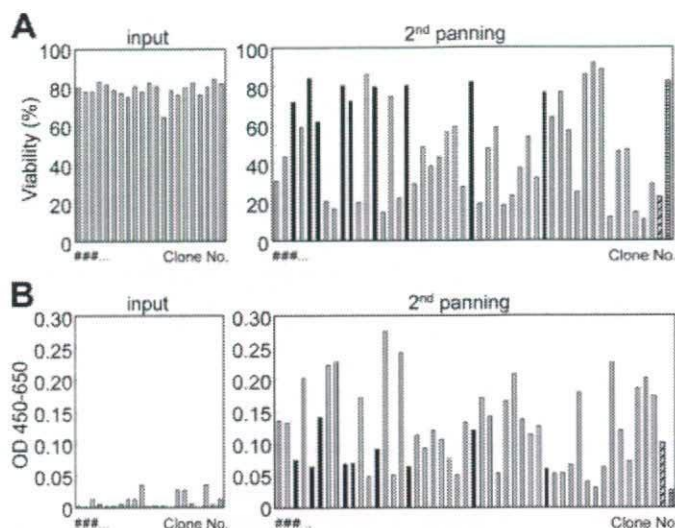 A
input
2nd panning
Viability (%)
100
80
60
40
20
0
100
80
60
40
20
0
###...
Clone No.
###...
Clone No.
B
input
2nd panning
OD 450-650
0.30
0.25
0.20
0.15
0.10
0.05
0
0.30
0.25
0.20
0.15
0.10
0.05
0
###...
Clone No.
###...
Clone No.